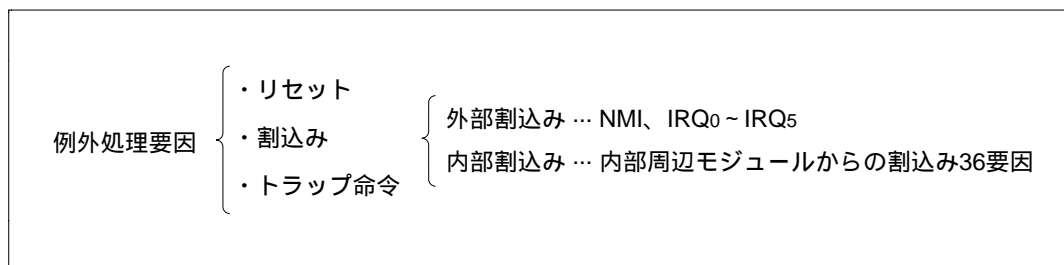 例外処理要因
・リセット
・割込み
・トラップ命令
外部割込み … NMI、IRQ0 ~ IRQ5
内部割込み … 内部周辺モジュールからの割込み36要因